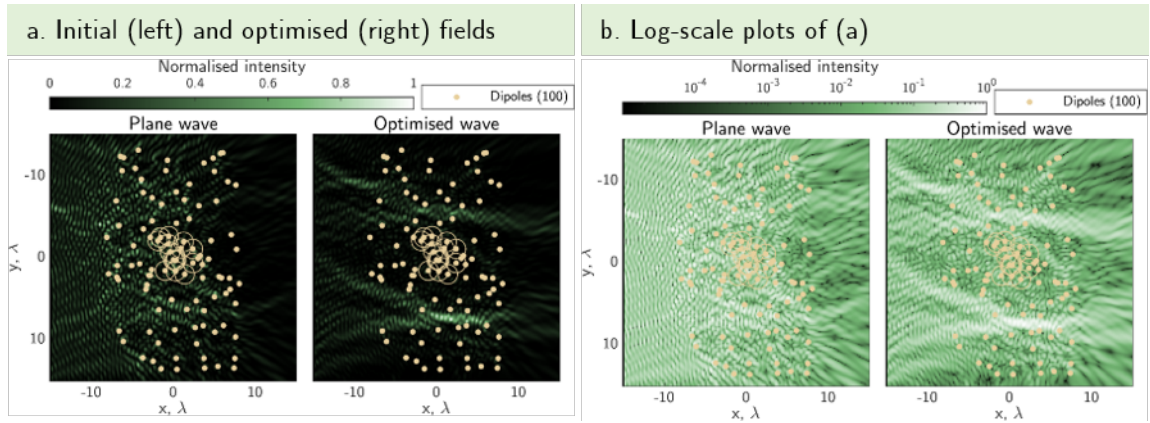 a. Initial (left) and optimised (right) fields
Normalised intensity
0 0.2 0.4 0.6 0.8 1
Dipoles (100)
Plane wave
Optimised wave
-10
0
10
y, λ
-10 0 10
-10 0 10
x, λ
x, λ
b. Log-scale plots of (a)
Normalised intensity
10^-4 10^-3 10^-2 10^-1 10^0
Dipoles (100)
Plane wave
Optimised wave
-10
0
10
y, λ
-10 0 10
-10 0 10
x, λ
x, λ